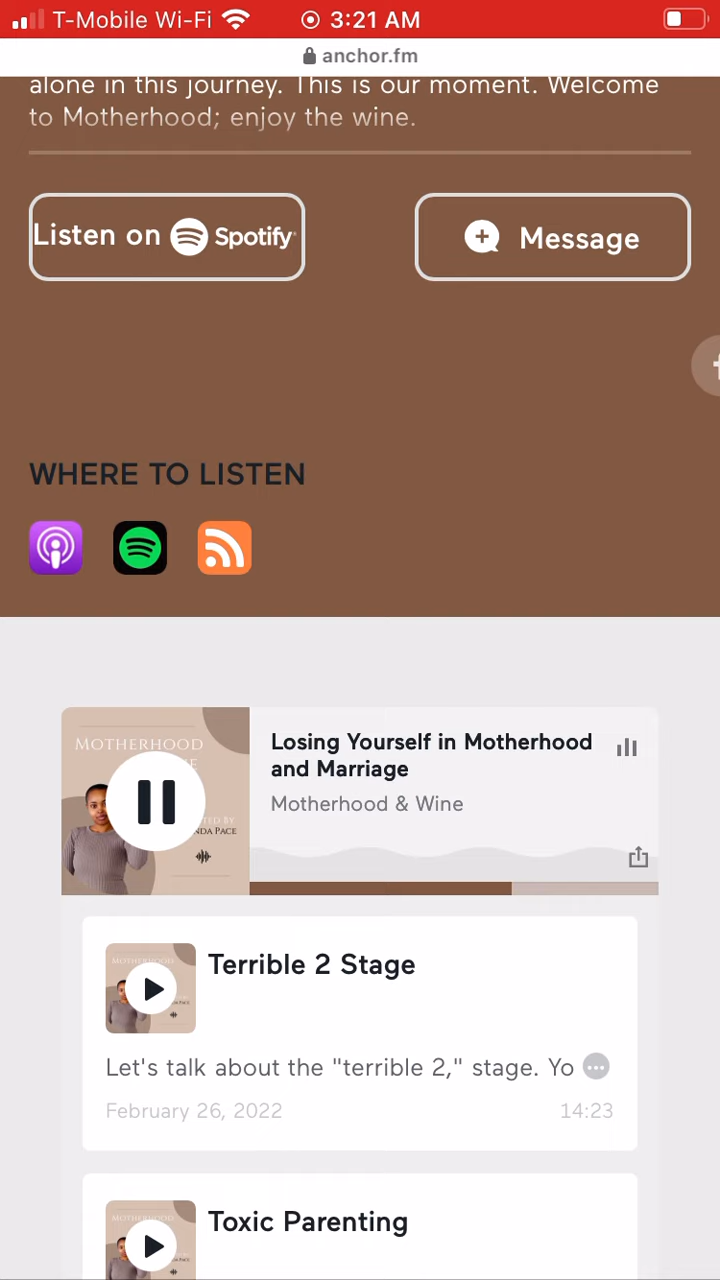 T-Mobile Wi-Fi 3:21 AM
anchor.fm
alone in this journey. This is our moment. Welcome
to Motherhood; enjoy the wine.
Listen on Spotify
Message
WHERE TO LISTEN
MOTHERHOOD
Losing Yourself in Motherhood
and Marriage
Motherhood & Wine
NDA PACE
Terrible 2 Stage
Let's talk about the "terrible 2," stage. Yo
February 26, 2022 14:23
Toxic Parenting